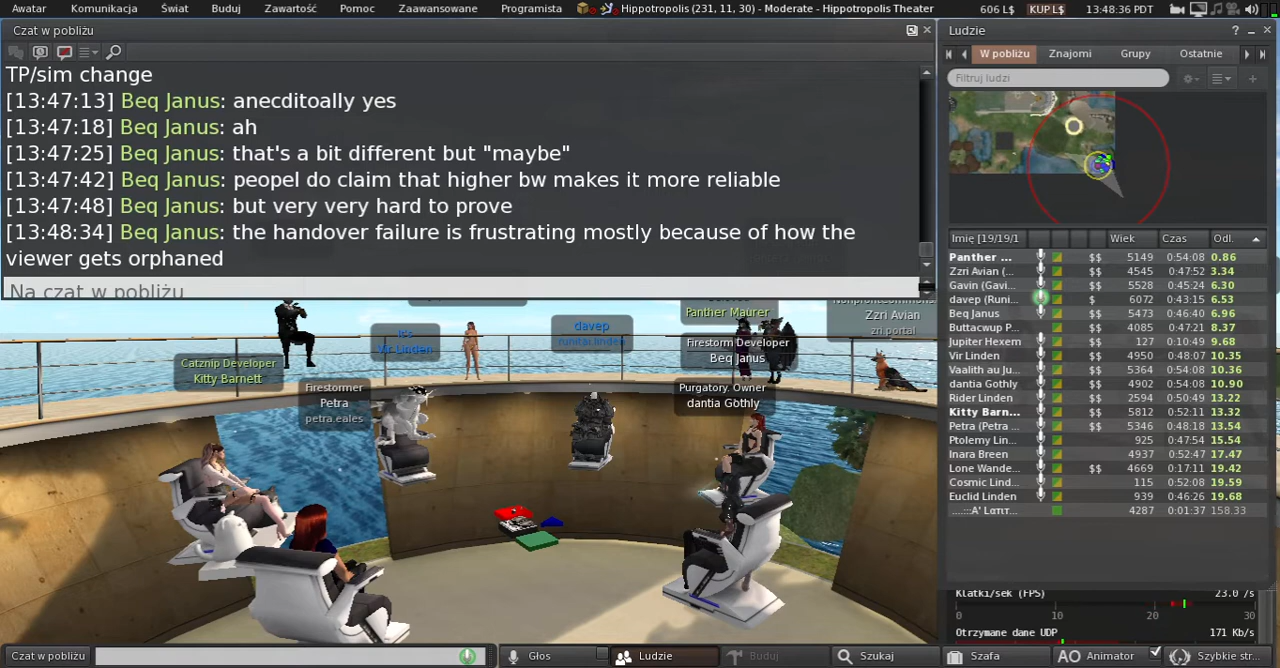 Awatar Komunikacja Świat Buduj Zawartość Pomoc Zaawansowane Programista Hippotropolis (231, 11, 30) - Moderate - Hippotropolis Theater 606 L$ KUP L$ 13:48:36 PDT
Czat w pobliżu
TP/sim change
[13:47:13] Beq Janus: anecditoally yes
[13:47:18] Beq Janus: ah
[13:47:25] Beq Janus: that's a bit different but "maybe"
[13:47:42] Beq Janus: peopel do claim that higher bw makes it more reliable
[13:47:48] Beq Janus: but very very hard to prove
[13:48:34] Beq Janus: the handover failure is frustrating mostly because of how the
viewer gets orphaned
Na czat w pobliżu
Panther Maurer
Zzri Avian
zri portal
It's
Vir Linden
davep
runitai linden
Firestorm Developer
Beq Janus
Catznip Developer
Kitty Barnett
Firestormer
Petra
petra eales
Purgatory. Owner
dantia Gothly
Ludzie
W pobliżu Znajomi Grupy Ostatnie
Filtruj ludzi
Imię [19/19/1 Wiek Czas Odl.
Panther ... $$ 5149 0:54:08 0.86
Zzri Avian (... $$ 4545 0:47:52 3.34
Gavin (Gavi... $$ 5528 0:45:24 6.30
davep (Runi... $ 6072 0:43:15 6.53
Beq Janus $$ 5473 0:46:40 6.96
Buttacwup P... 4085 0:47:21 8.37
Jupiter Hexem 127 0:10:49 9.68
Vir Linden $$ 4950 0:48:07 10.35
Vaalith au Ju... $$ 5364 0:54:08 10.36
dantia Gothly $$ 4902 0:54:08 10.90
Rider Linden $$ 2594 0:50:49 13.22
Kitty Barn... $$ 5812 0:52:11 13.32
Petra (Petra ... $$ 5346 0:48:18 13.54
Ptolemy Lin... 925 0:47:54 15.54
Inara Breen 4937 0:52:47 17.47
Lone Wande... $$ 4669 0:17:11 19.42
Cosmic Lind... 115 0:52:08 19.59
Euclid Linden 939 0:46:26 19.68
4287 0:01:37 158.33
Klatki/sek (FPS) 23.0 /s
0 10 20 30
Otrzymane dane UDP 171 Kb/s
Czat w pobliżu Głos Ludzie Buduj Szukaj Szafa AO Animator Szybkie str...